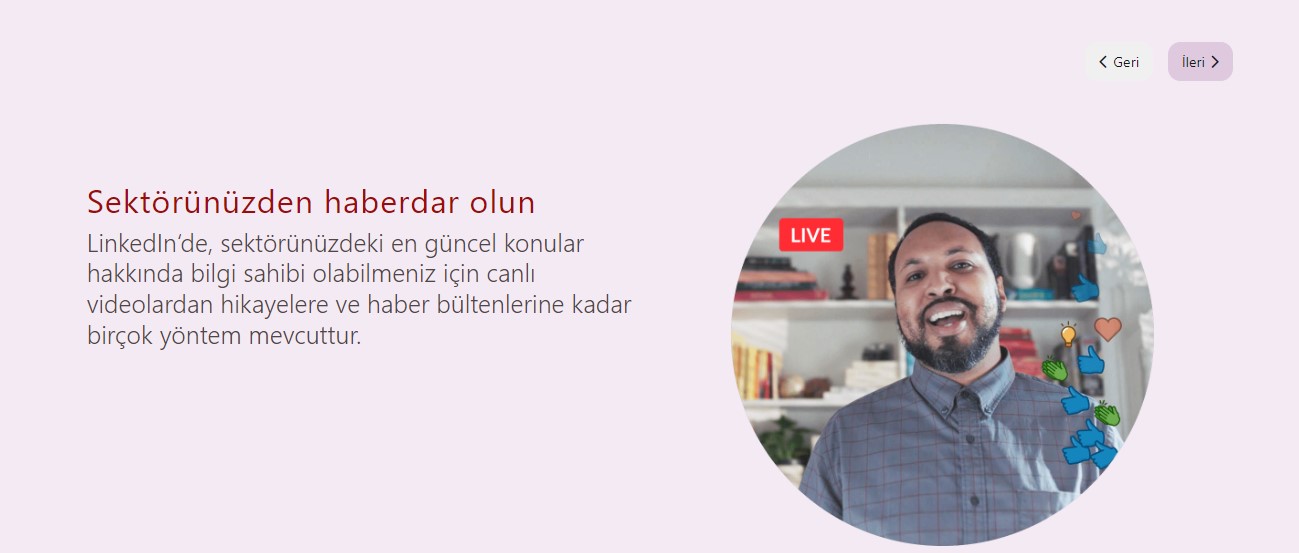 Geri
İleri
Sektörünüzden haberdar olun
LinkedIn‘de, sektörünüzdeki en güncel konular
hakkında bilgi sahibi olabilmeniz için canlı
videolardan hikayelere ve haber bültenlerine kadar
birçok yöntem mevcuttur.
LIVE